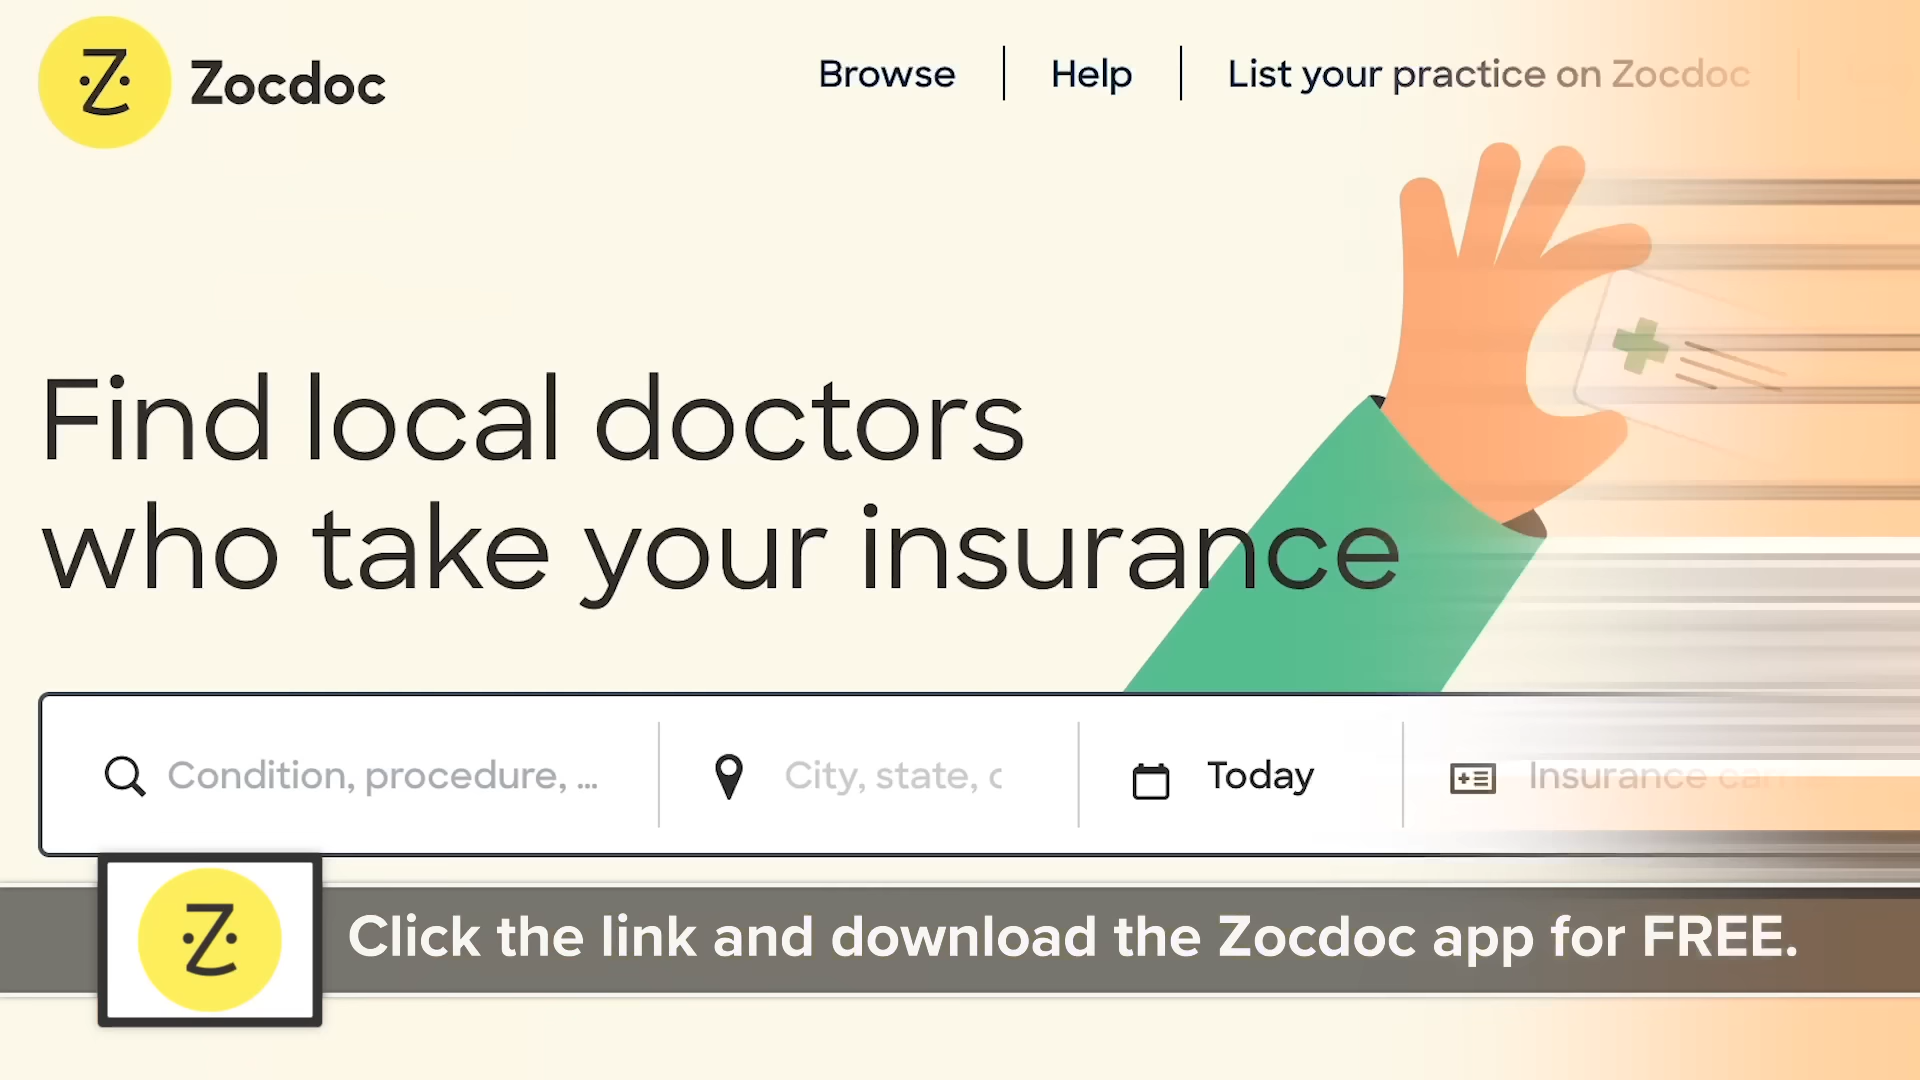 Zocdoc
Browse
Help
List your practice on Zocdoc
Find local doctors
who take your insurance
Condition, procedure, ...
City, state, c
Today
Insurance car
Click the link and download the Zocdoc app for FREE.